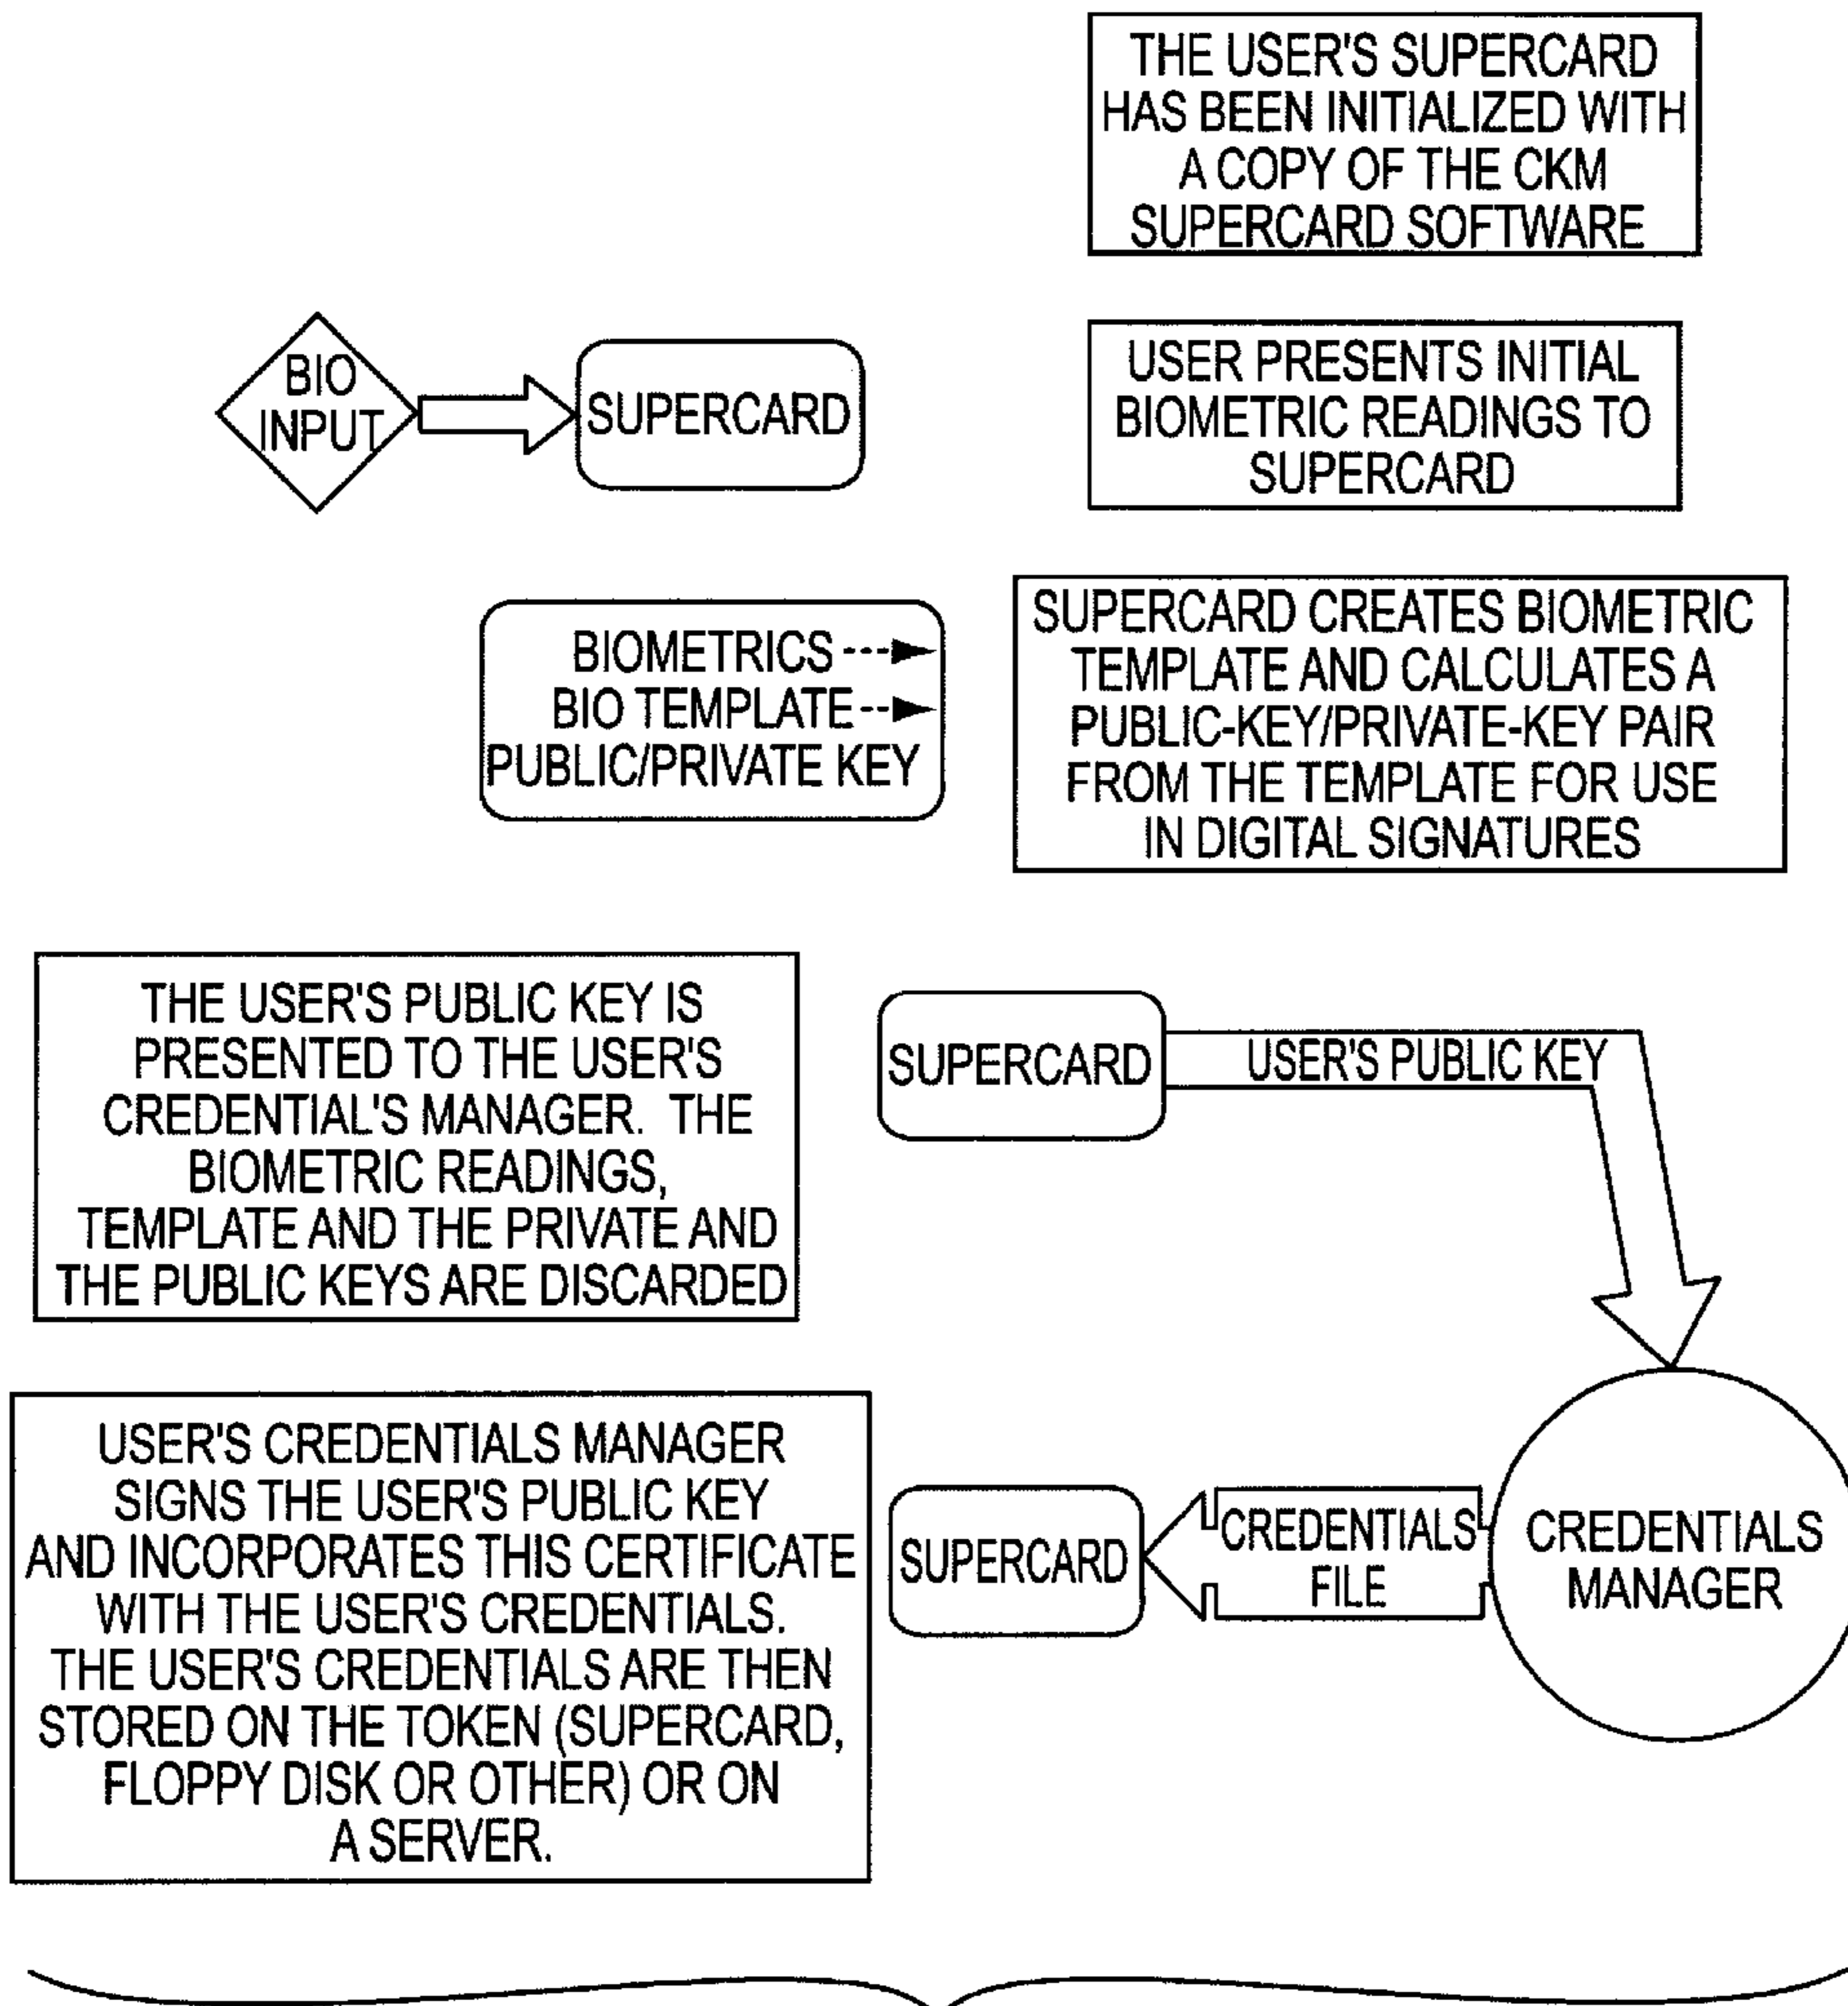 THE USER'S SUPERCARD
HAS BEEN INITIALIZED WITH
A COPY OF THE CKM
SUPERCARD SOFTWARE
BIO
INPUT
SUPERCARD
USER PRESENTS INITIAL
BIOMETRIC READINGS TO
SUPERCARD
BIOMETRICS
BIO TEMPLATE
PUBLIC/PRIVATE KEY
SUPERCARD CREATES BIOMETRIC
TEMPLATE AND CALCULATES A
PUBLIC-KEY/PRIVATE-KEY PAIR
FROM THE TEMPLATE FOR USE
IN DIGITAL SIGNATURES
THE USER'S PUBLIC KEY IS
PRESENTED TO THE USER'S
CREDENTIAL'S MANAGER. THE
BIOMETRIC READINGS,
TEMPLATE AND THE PRIVATE AND
THE PUBLIC KEYS ARE DISCARDED
SUPERCARD
USER'S PUBLIC KEY
USER'S CREDENTIALS MANAGER
SIGNS THE USER'S PUBLIC KEY
AND INCORPORATES THIS CERTIFICATE
WITH THE USER'S CREDENTIALS.
THE USER'S CREDENTIALS ARE THEN
STORED ON THE TOKEN (SUPERCARD,
FLOPPY DISK OR OTHER) OR ON
A SERVER.
SUPERCARD
CREDENTIALS
FILE
CREDENTIALS
MANAGER